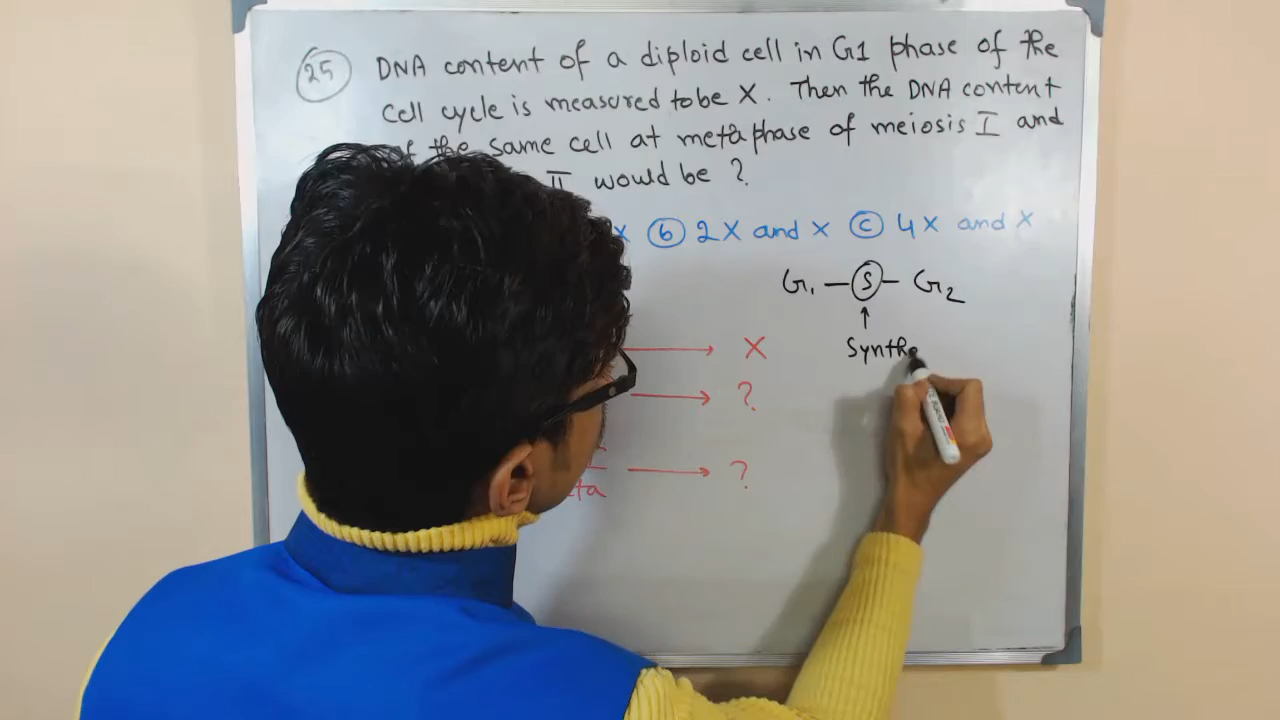 25 DNA content of a diploid cell in G1 phase of the
cell cycle is measured to be X. Then the DNA content
of the same cell at metaphase of meiosis I and
II would be ?
x (b) 2X and x (c) 4X and X
G1 — S — G2
↑
Synthe
→ X
→ ?
→ ?
ta